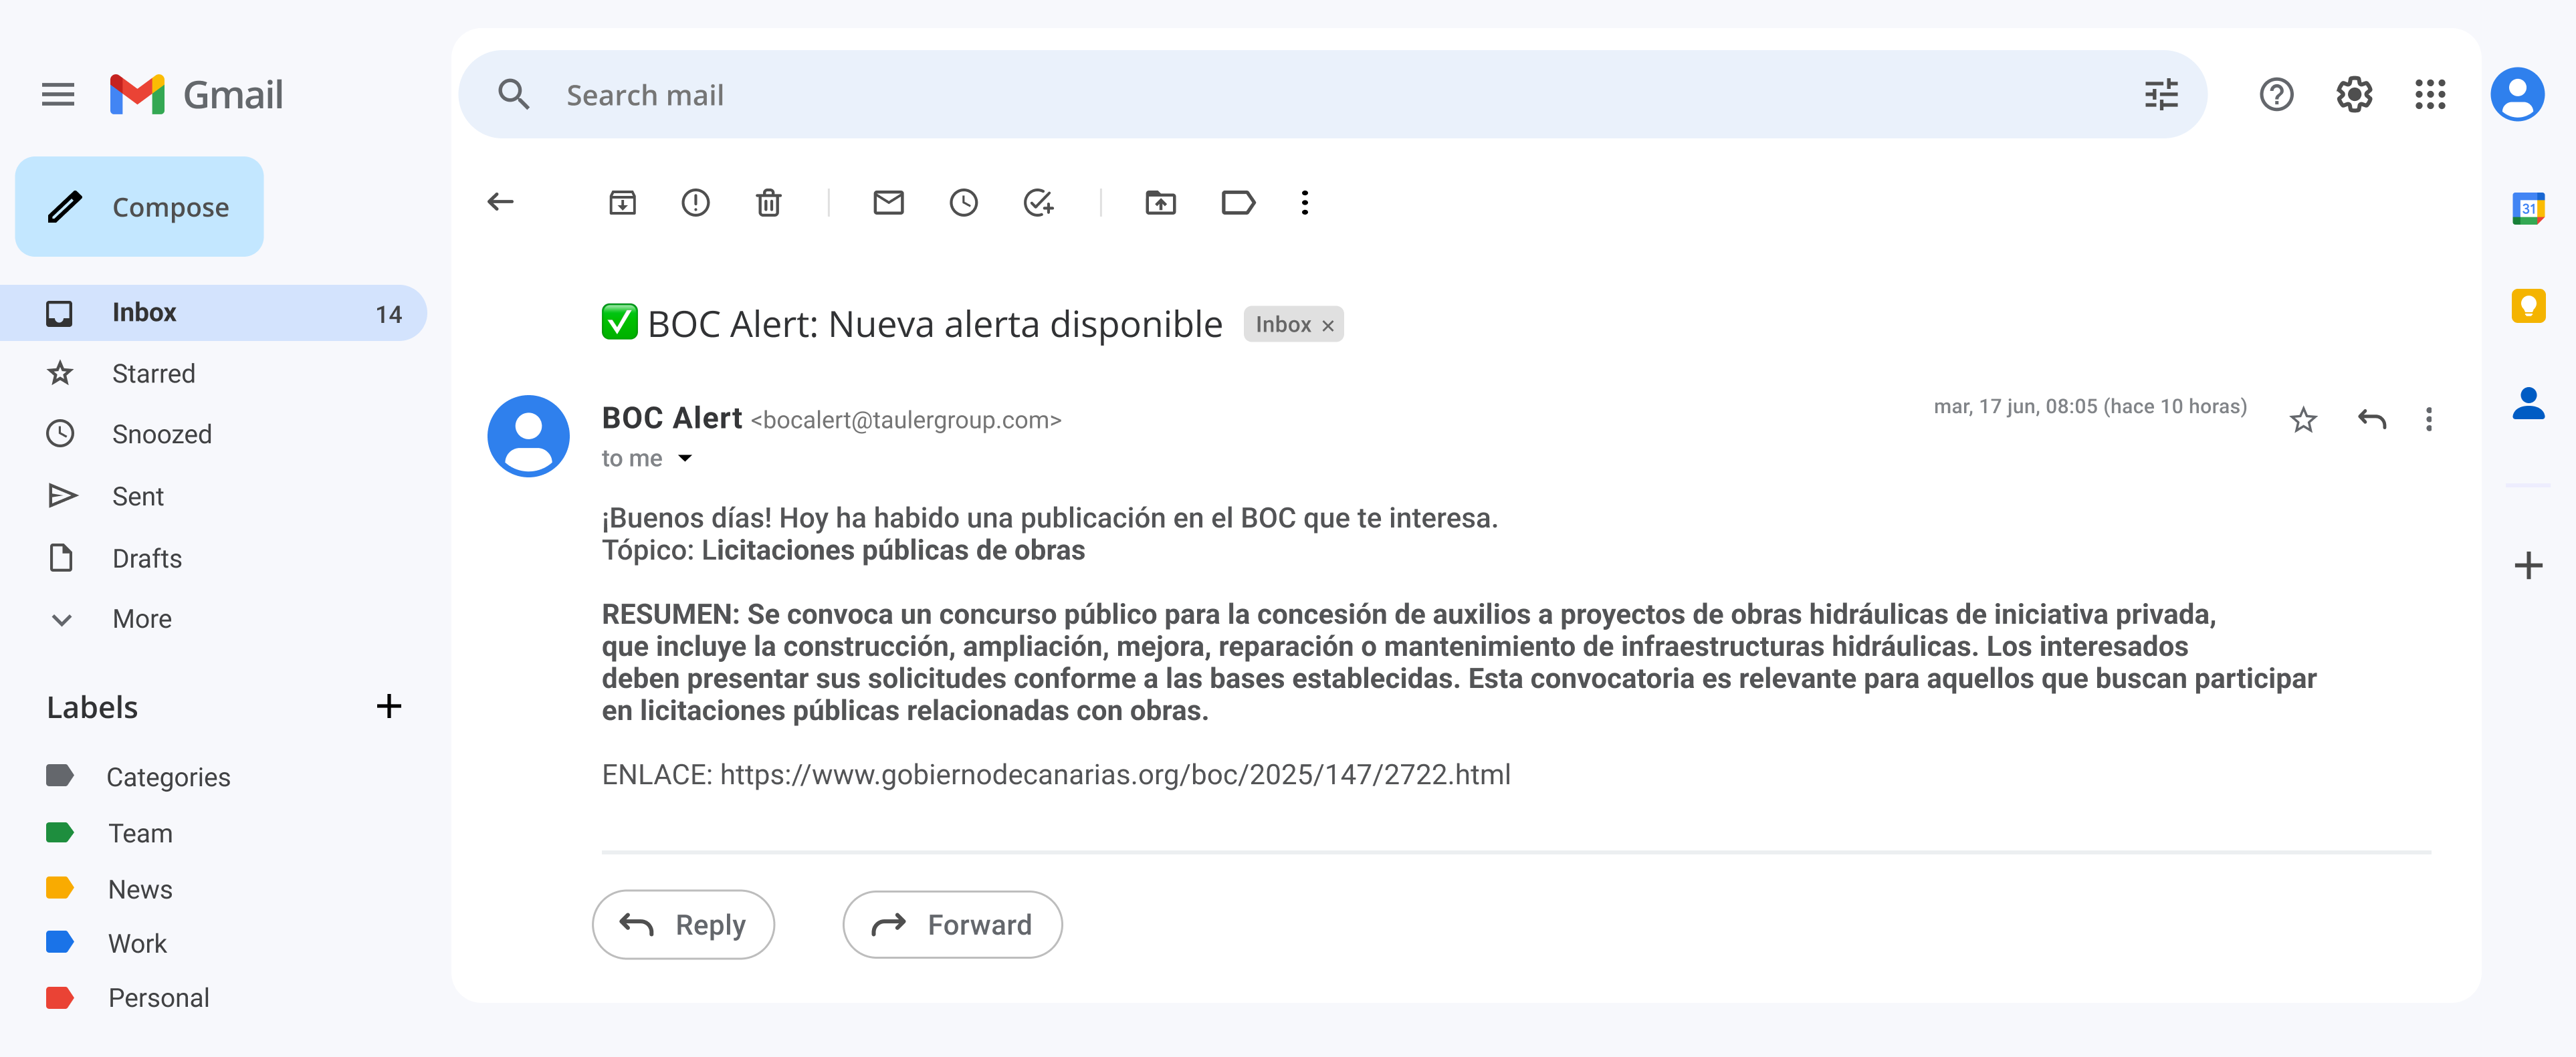 Gmail
Search mail
Compose
Inbox 14
Starred
Snoozed
Sent
Drafts
More
Labels
Categories
Team
News
Work
Personal
✅ BOC Alert: Nueva alerta disponible Inbox ×
BOC Alert <bocalert@taulergroup.com>
mar, 17 jun, 08:05 (hace 10 horas)
to me
¡Buenos días! Hoy ha habido una publicación en el BOC que te interesa.
Tópico: Licitaciones públicas de obras
RESUMEN: Se convoca un concurso público para la concesión de auxilios a proyectos de obras hidráulicas de iniciativa privada,
que incluye la construcción, ampliación, mejora, reparación o mantenimiento de infraestructuras hidráulicas. Los interesados
deben presentar sus solicitudes conforme a las bases establecidas. Esta convocatoria es relevante para aquellos que buscan participar
en licitaciones públicas relacionadas con obras.
ENLACE: https://www.gobiernodecanarias.org/boc/2025/147/2722.html
Reply
Forward
31